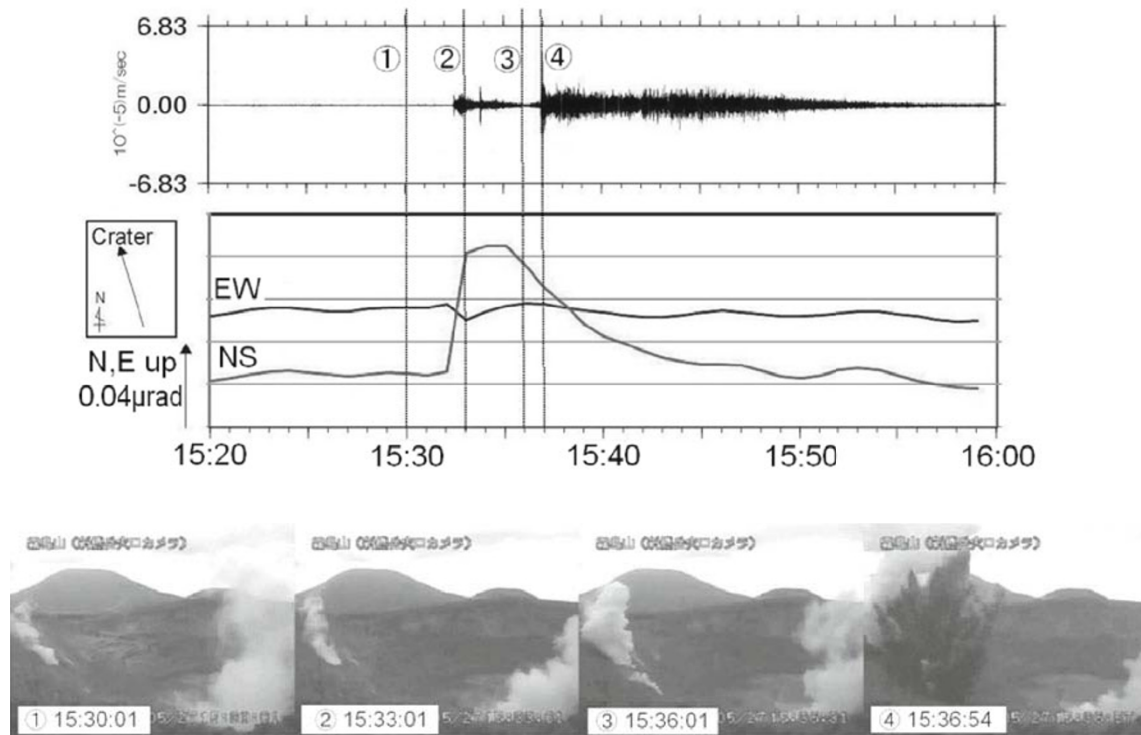 6.83
① ② ③ ④
10^(-5)m/sec
0.00
-6.83
Crater
N
EW
NS
N,E up
0.04μrad
15:20 15:30 15:40 15:50 16:00
① 15:30:01
② 15:33:01
③ 15:36:01
④ 15:36:54